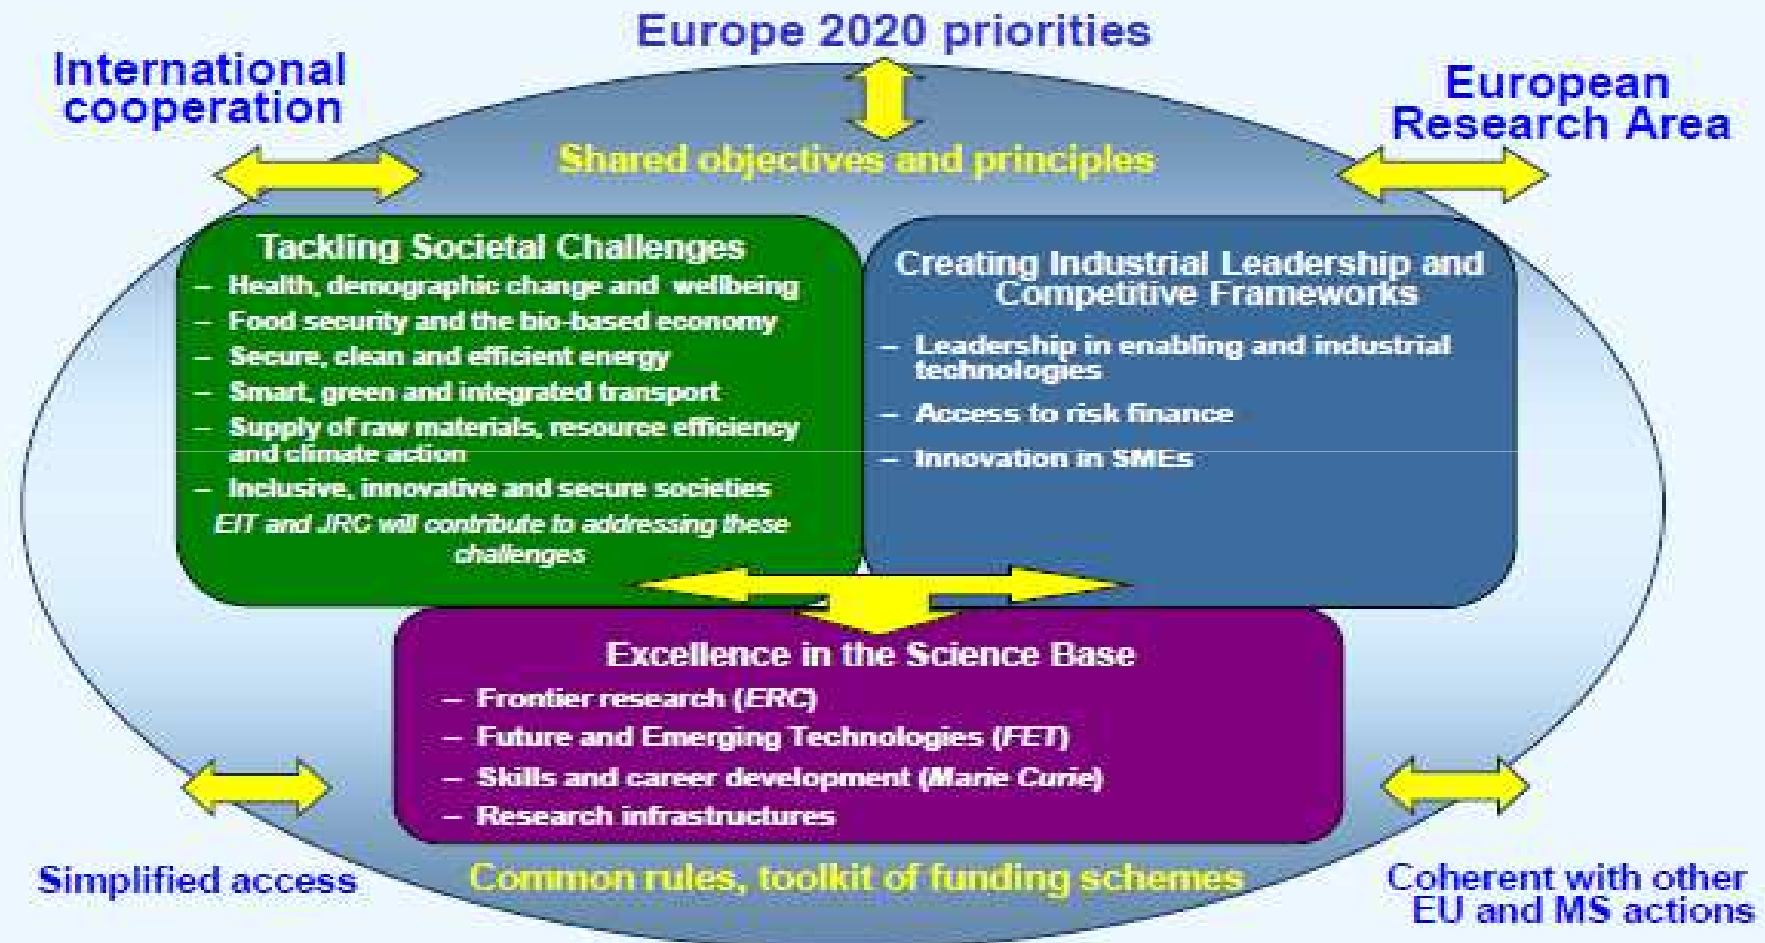 Europe 2020 priorities
International
cooperation
European
Research Area
Shared objectives and principles
Tackling Societal Challenges
– Health, demographic change and wellbeing
– Food security and the bio-based economy
– Secure, clean and efficient energy
– Smart, green and integrated transport
– Supply of raw materials, resource efficiency
and climate action
– Inclusive, innovative and secure societies
EIT and JRC will contribute to addressing these
challenges
Creating Industrial Leadership and
Competitive Frameworks
– Leadership in enabling and industrial
technologies
– Access to risk finance
– Innovation in SMEs
Excellence in the Science Base
– Frontier research (ERC)
– Future and Emerging Technologies (FET)
– Skills and career development (Marie Curie)
– Research infrastructures
Simplified access
Common rules, toolkit of funding schemes
Coherent with other
EU and MS actions